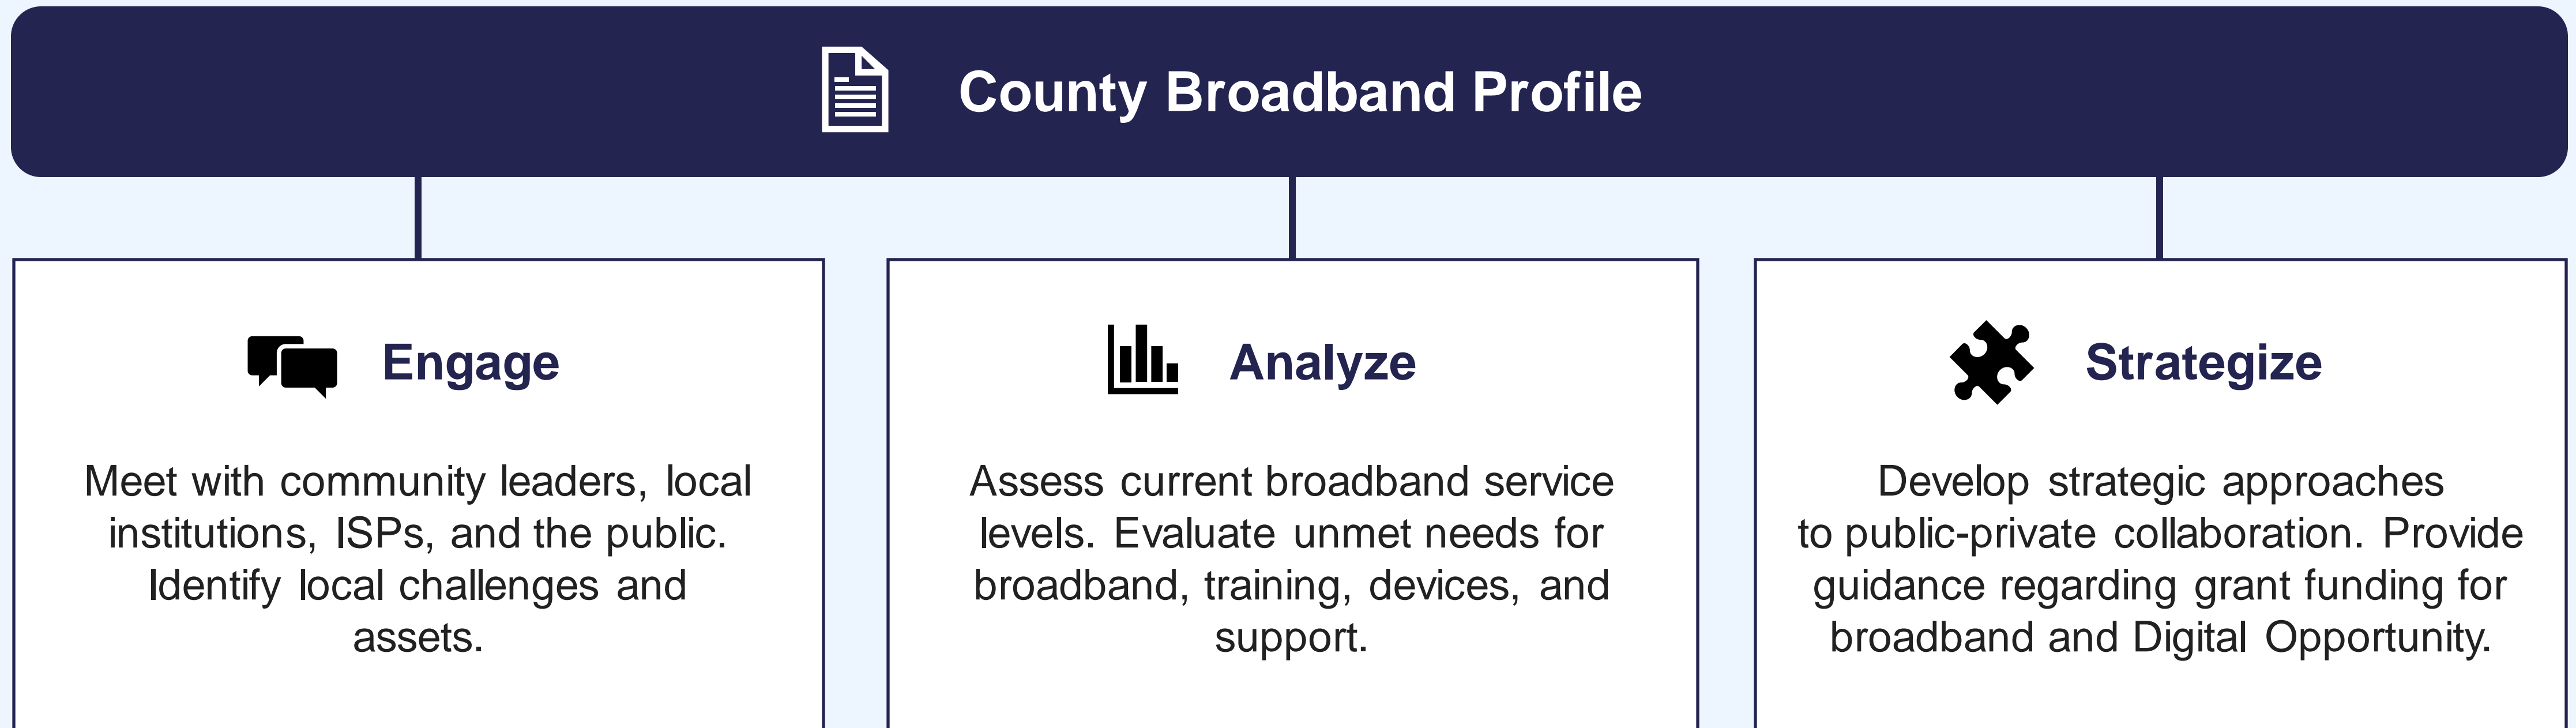 County Broadband Profile
Engage
Meet with community leaders, local
institutions, ISPs, and the public.
Identify local challenges and
assets.
Analyze
Assess current broadband service
levels. Evaluate unmet needs for
broadband, training, devices, and
support.
Strategize
Develop strategic approaches
to public-private collaboration. Provide
guidance regarding grant funding for
broadband and Digital Opportunity.